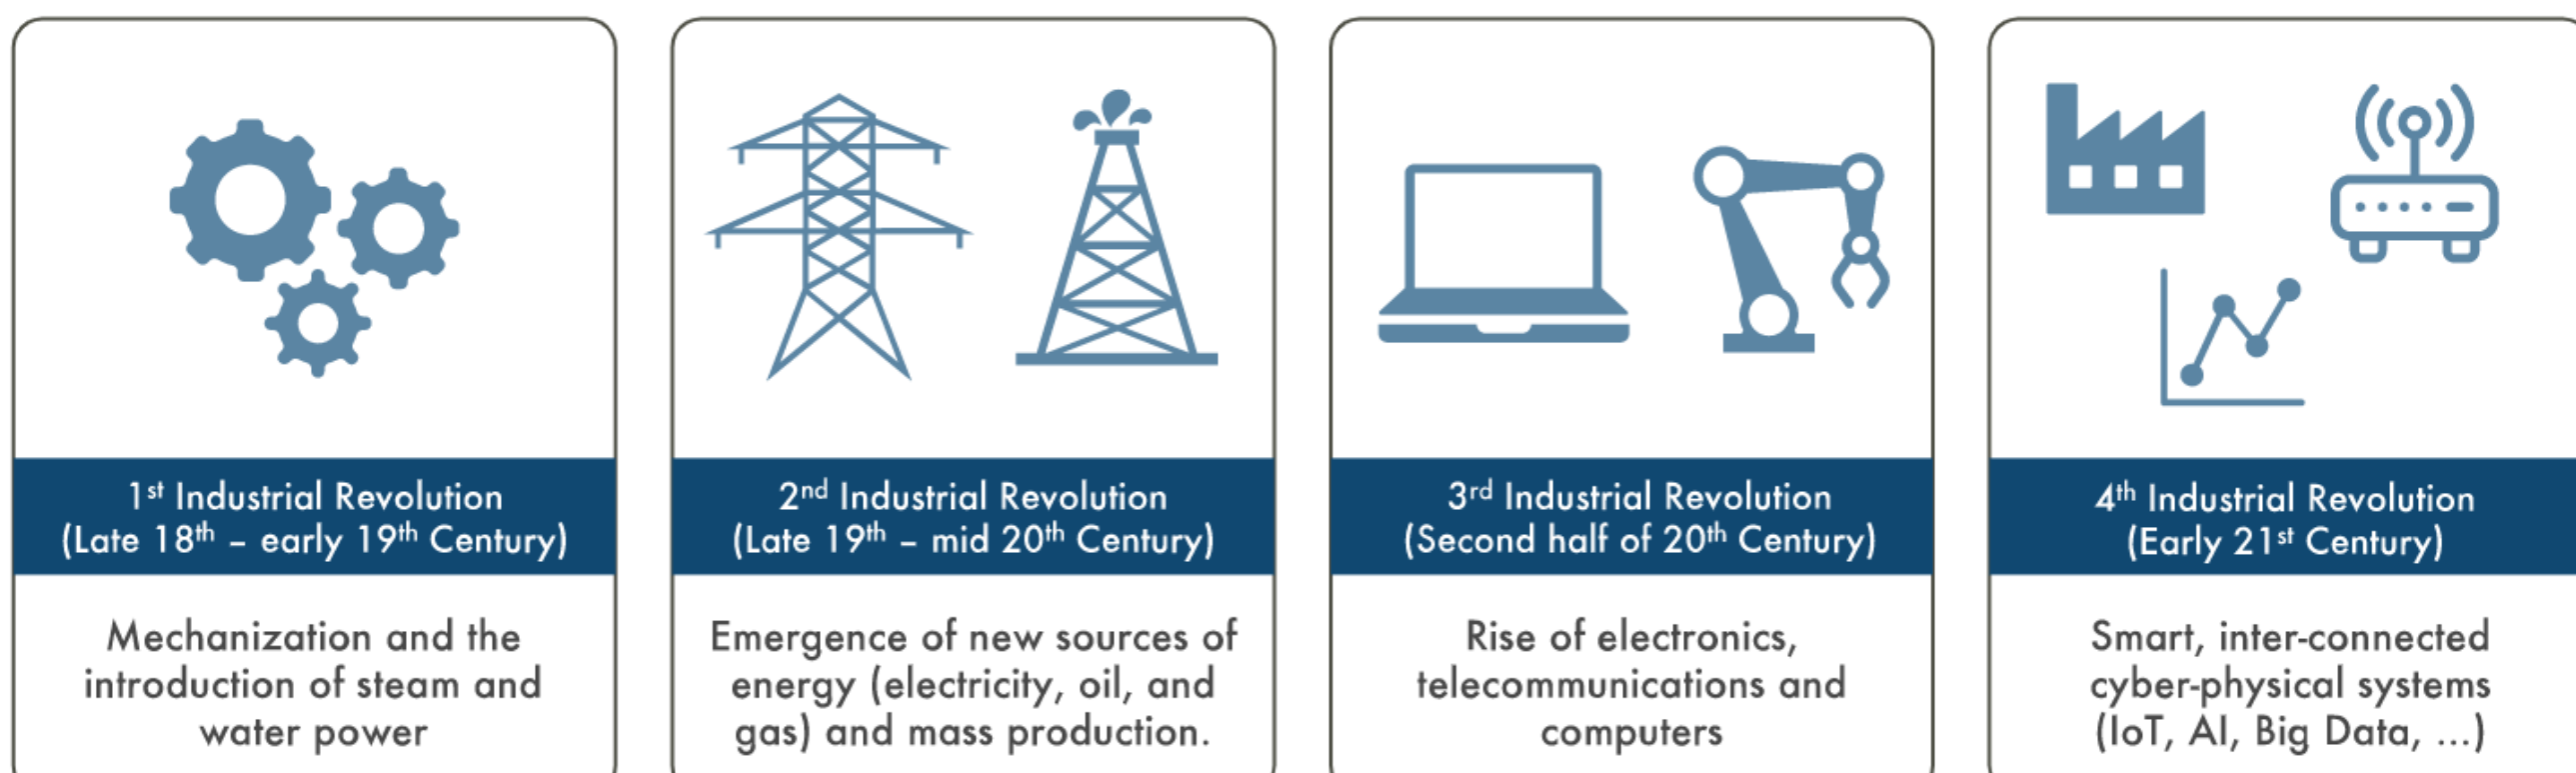 1st Industrial Revolution
(Late 18th – early 19th Century)
Mechanization and the
introduction of steam and
water power
2nd Industrial Revolution
(Late 19th – mid 20th Century)
Emergence of new sources of
energy (electricity, oil, and
gas) and mass production.
3rd Industrial Revolution
(Second half of 20th Century)
Rise of electronics,
telecommunications and
computers
4th Industrial Revolution
(Early 21st Century)
Smart, inter-connected
cyber-physical systems
(IoT, AI, Big Data, ...)